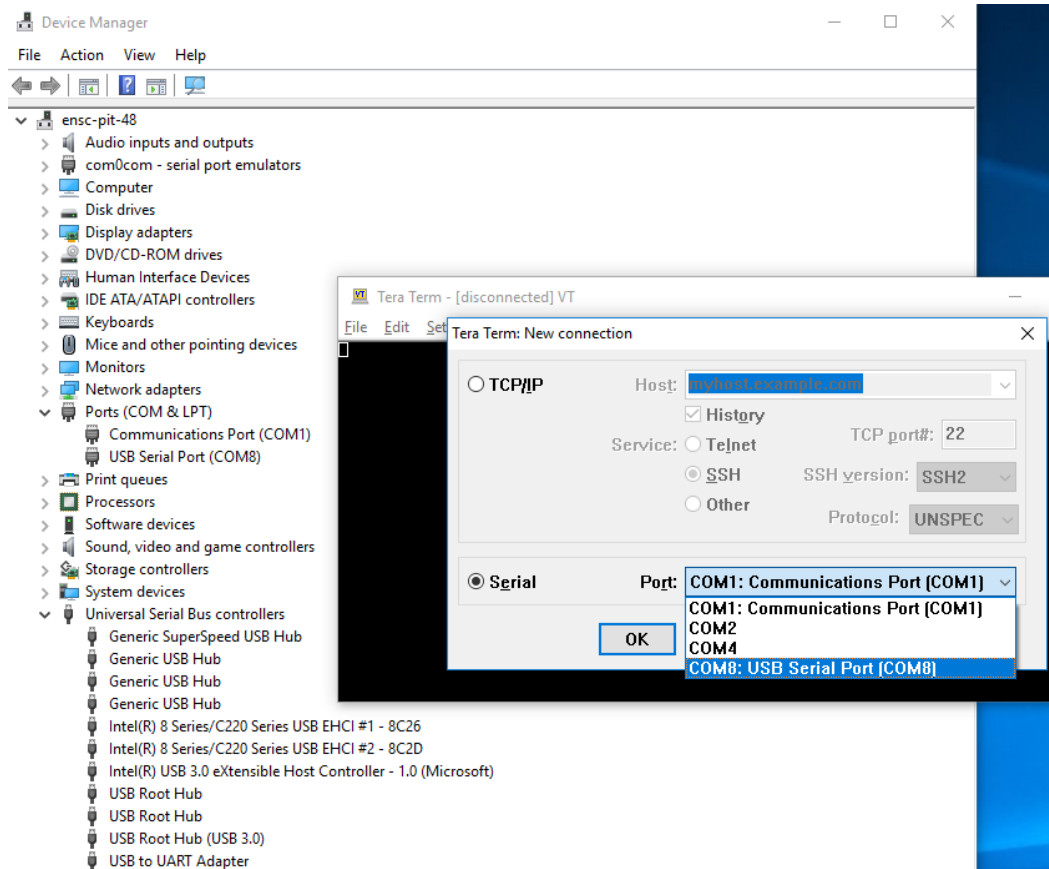 Device Manager
File Action View Help
ensc-pit-48
Audio inputs and outputs
com0com - serial port emulators
Computer
Disk drives
Display adapters
DVD/CD-ROM drives
Human Interface Devices
IDE ATA/ATAPI controllers
Keyboards
Mice and other pointing devices
Monitors
Network adapters
Ports (COM & LPT)
Communications Port (COM1)
USB Serial Port (COM8)
Print queues
Processors
Software devices
Sound, video and game controllers
Storage controllers
System devices
Universal Serial Bus controllers
Generic SuperSpeed USB Hub
Generic USB Hub
Generic USB Hub
Generic USB Hub
Intel(R) 8 Series/C220 Series USB EHCI #1 - 8C26
Intel(R) 8 Series/C220 Series USB EHCI #2 - 8C2D
Intel(R) USB 3.0 eXtensible Host Controller - 1.0 (Microsoft)
USB Root Hub
USB Root Hub
USB Root Hub (USB 3.0)
USB to UART Adapter
VT Tera Term - [disconnected] VT
File Edit Set
Tera Term: New connection
TCP/IP Host: myhost.example.com
History
Service: Telnet TCP port#: 22
SSH SSH version: SSH2
Other Protocol: UNSPEC
Serial Port: COM1: Communications Port (COM1)
COM1: Communications Port (COM1)
COM2
COM4
COM8: USB Serial Port (COM8)
OK